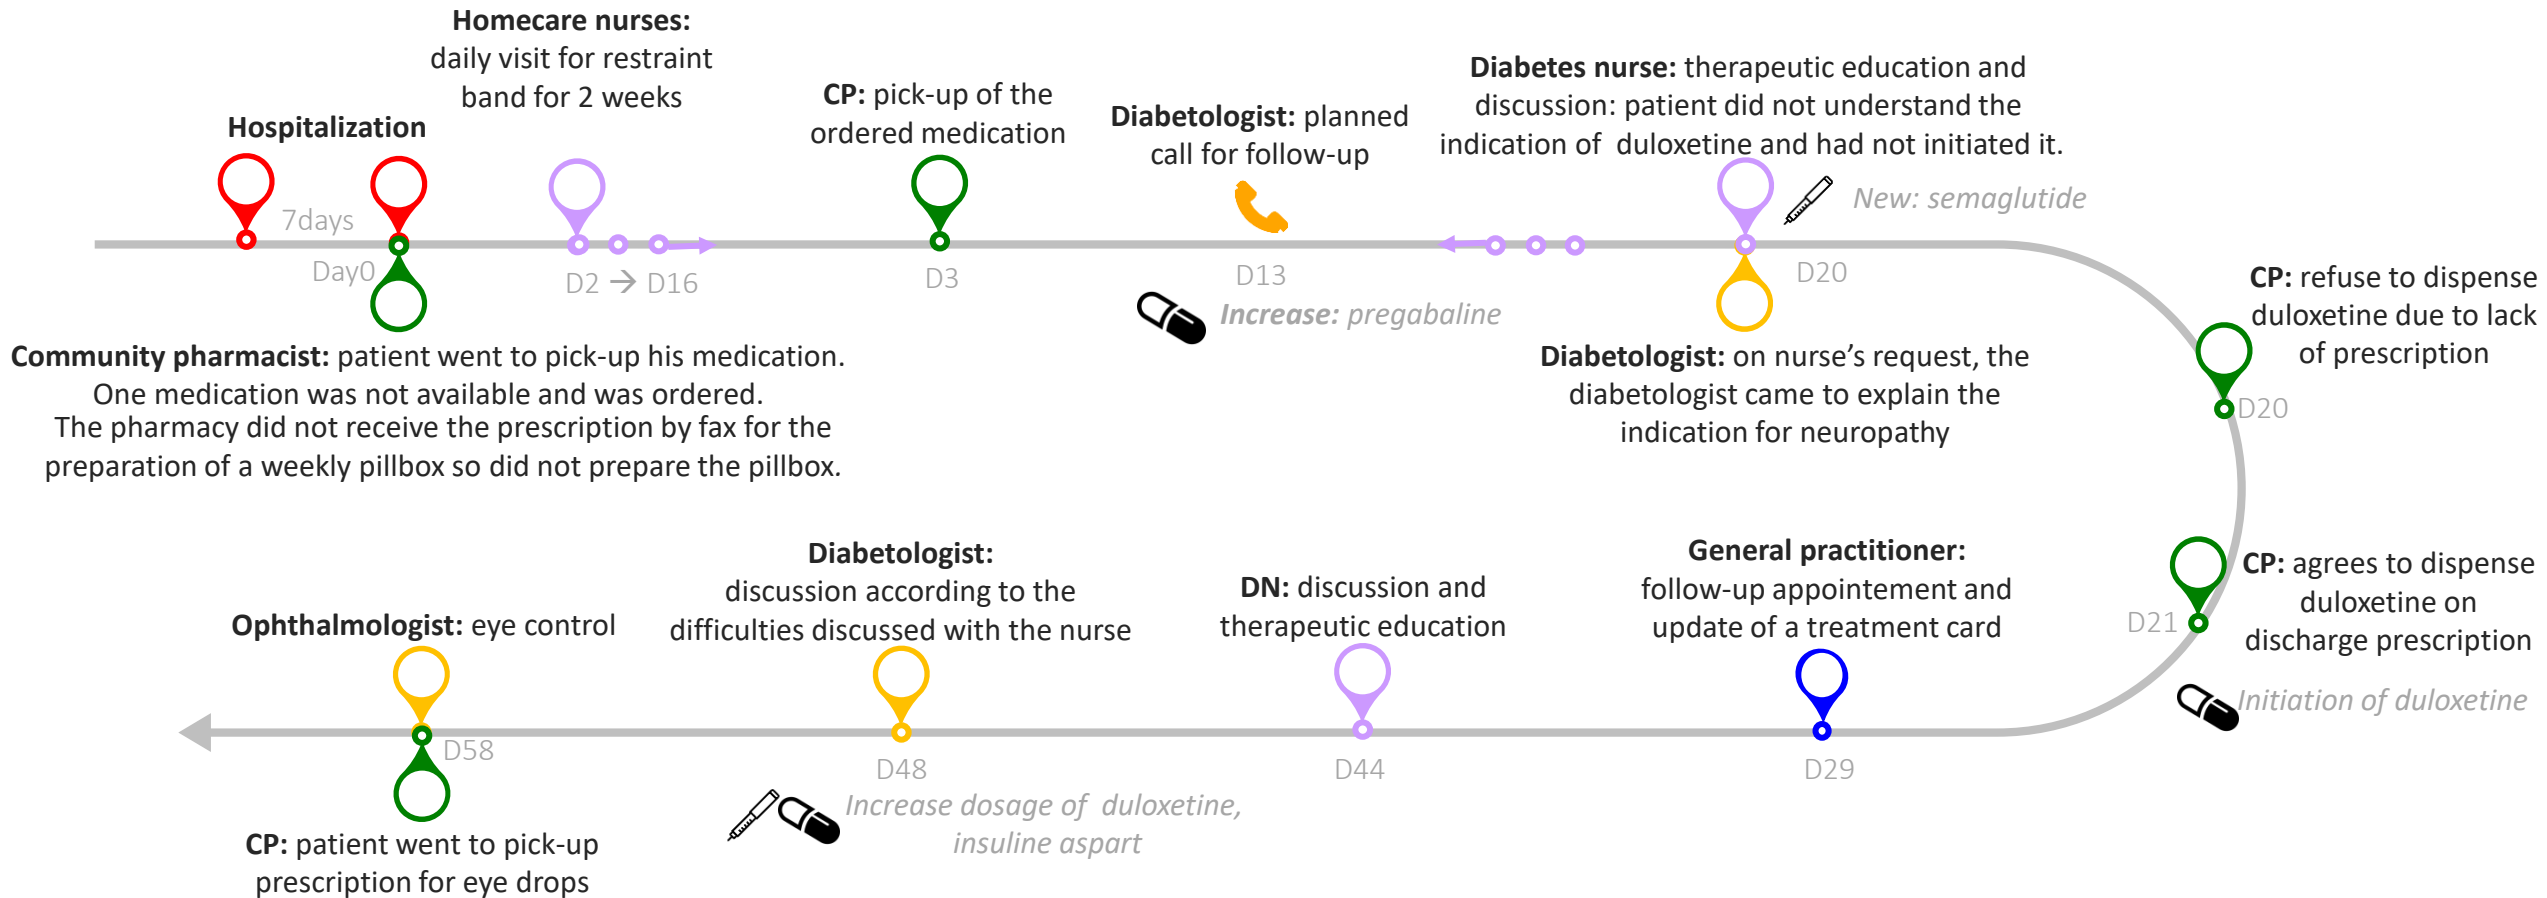 Homecare nurses:
daily visit for restraint
band for 2 weeks
Hospitalization
7days
Day0
D2 → D16
Community pharmacist: patient went to pick-up his medication.
One medication was not available and was ordered.
The pharmacy did not receive the prescription by fax for the
preparation of a weekly pillbox so did not prepare the pillbox.
CP: pick-up of the
ordered medication
D3
Diabetologist: planned
call for follow-up
D13
Increase: pregabaline
Diabetes nurse: therapeutic education and
discussion: patient did not understand the
indication of duloxetine and had not initiated it.
New: semaglutide
D20
Diabetologist: on nurse's request, the
diabetologist came to explain the
indication for neuropathy
CP: refuse to dispense
duloxetine due to lack
of prescription
D20
CP: agrees to dispense
duloxetine on
discharge prescription
D21
Initiation of duloxetine
General practitioner:
follow-up appointement and
update of a treatment card
D29
DN: discussion and
therapeutic education
D44
Diabetologist:
discussion according to the
difficulties discussed with the nurse
D48
Increase dosage of duloxetine,
insuline aspart
Ophthalmologist: eye control
D58
CP: patient went to pick-up
prescription for eye drops